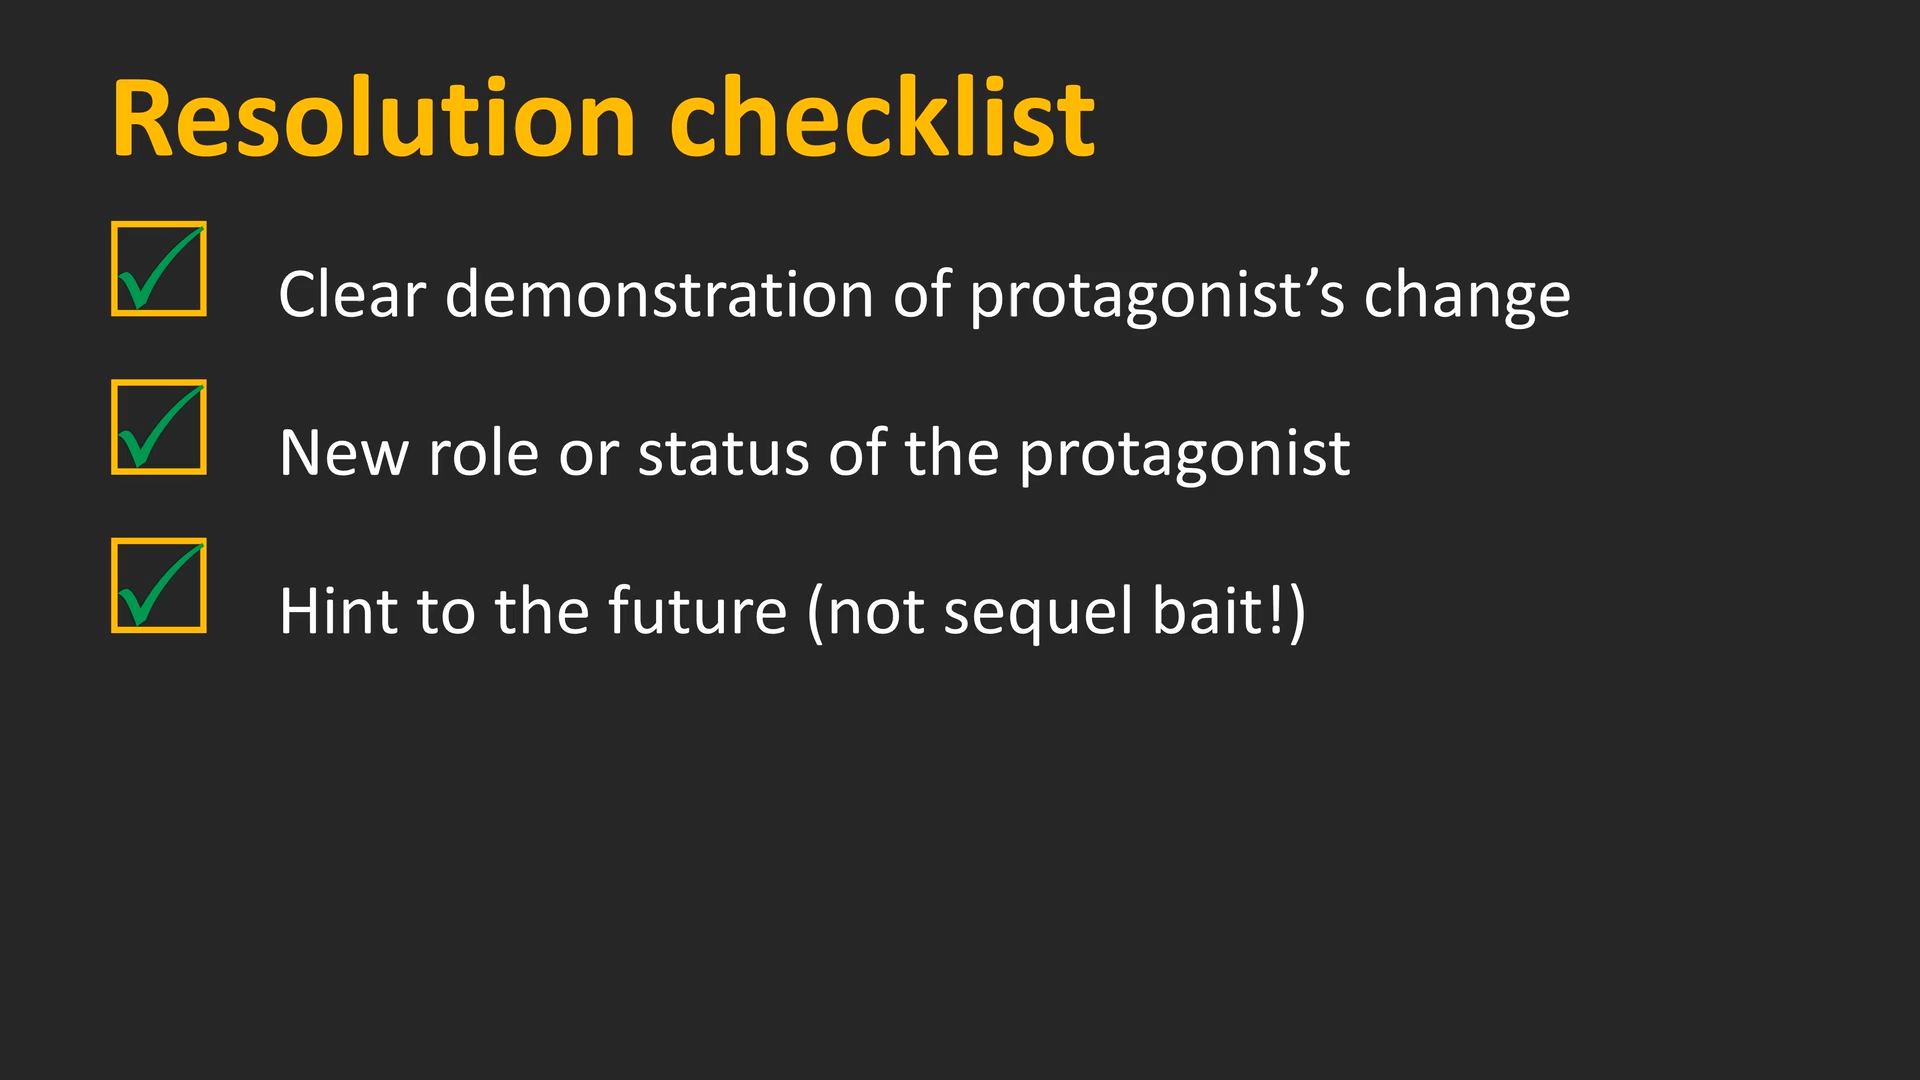 Resolution checklist
Clear demonstration of protagonist’s change
New role or status of the protagonist
Hint to the future (not sequel bait!)